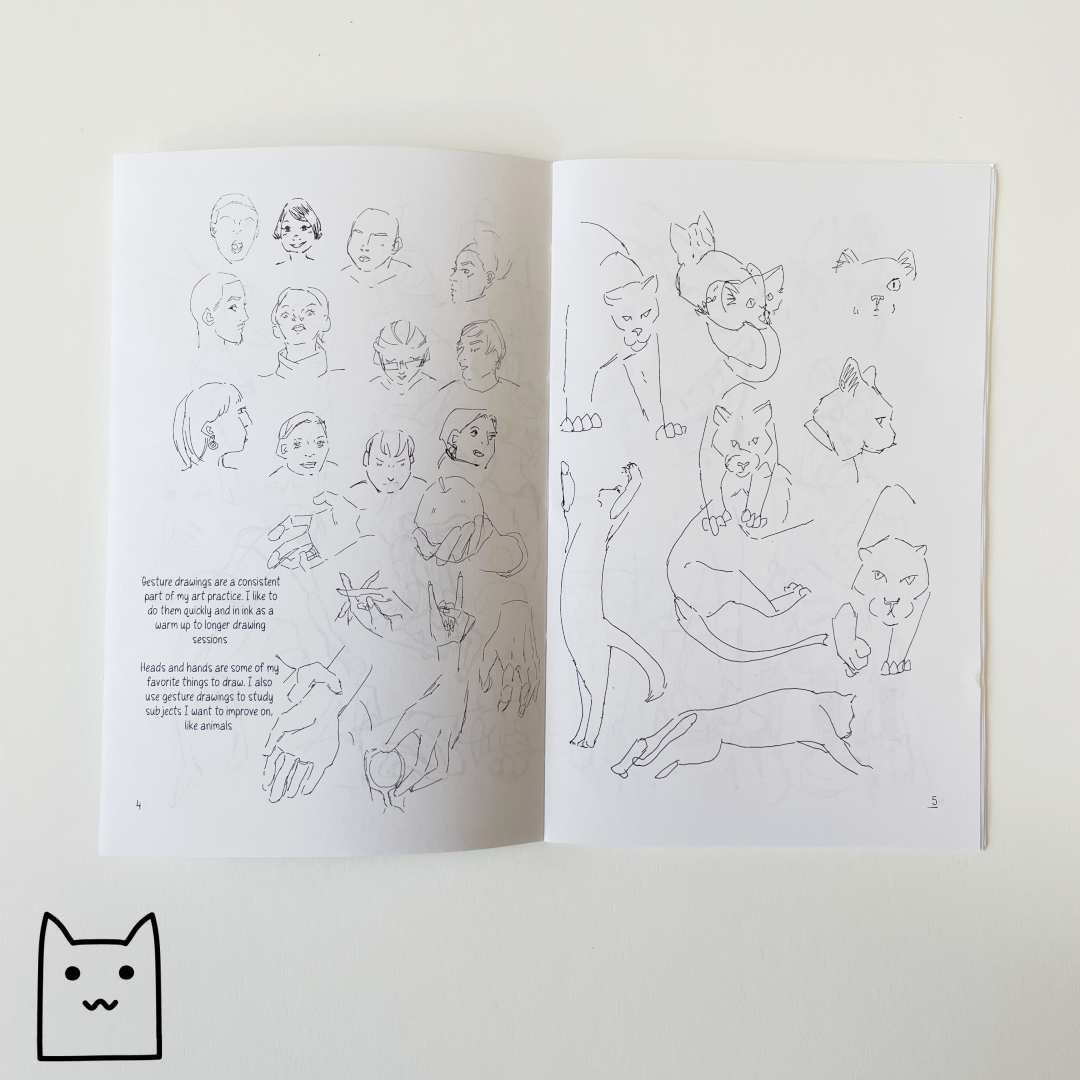 Gesture drawings are a consistent
part of my art practice. I like to
do them quickly and in ink as a
warm up to longer drawing
sessions
Heads and hands are some of my
favorite things to draw. I also
use gesture drawings to study
subjects I want to improve on,
like animals
4
5